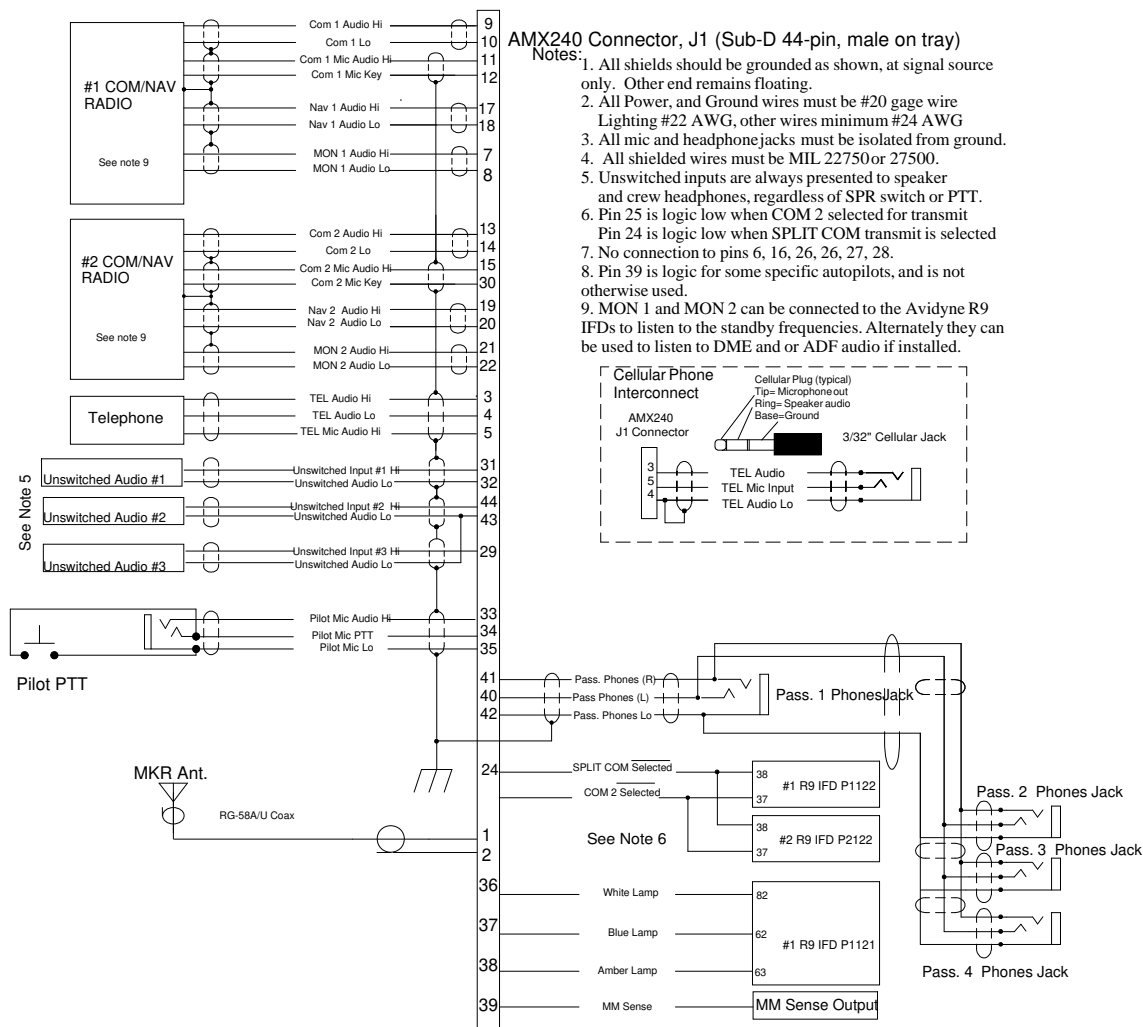 AMX240 Connector, J1 (Sub-D 44-pin, male on tray)
Notes:
1. All shields should be grounded as shown, at signal source
only. Other end remains floating.
2. All Power, and Ground wires must be #20 gage wire
Lighting #22 AWG, other wires minimum #24 AWG
3. All mic and headphonejacks must be isolated from ground.
4. All shielded wires must be MIL 22750 or 27500.
5. Unswitched inputs are always presented to speaker
and crew headphones, regardless of SPR switch or PTT.
6. Pin 25 is logic low when COM 2 selected for transmit
Pin 24 is logic low when SPLIT COM transmit is selected
7. No connection to pins 6, 16, 26, 26, 27, 28.
8. Pin 39 is logic for some specific autopilots, and is not
otherwise used.
9. MON 1 and MON 2 can be connected to the Avidyne R9
IFDs to listen to the standby frequencies. Alternately they can
be used to listen to DME and or ADF audio if installed.
#1 COM/NAV
RADIO
See note 9
Com 1 Audio Hi 9
Com 1 Lo 10
Com 1 Mic Audio Hi 11
Com 1 Mic Key 12
Nav 1 Audio Hi 17
Nav 1 Audio Lo 18
MON 1 Audio Hi 7
MON 1 Audio Lo 8
#2 COM/NAV
RADIO
See note 9
Com 2 Audio Hi 13
Com 2 Lo 14
Com 2 Mic Audio Hi 15
Com 2 Mic Key 30
Nav 2 Audio Hi 19
Nav 2 Audio Lo 20
MON 2 Audio Hi 21
MON 2 Audio Lo 22
Telephone
TEL Audio Hi 3
TEL Audio Lo 4
TEL Mic Audio Hi 5
See Note 5
Unswitched Audio #1
Unswitched Input #1 Hi 31
Unswitched Audio Lo 32
Unswitched Audio #2
Unswitched Input #2 Hi 44
Unswitched Audio Lo 43
Unswitched Audio #3
Unswitched Input #3 Hi 29
Unswitched Audio Lo
Pilot PTT
Pilot Mic Audio Hi 33
Pilot Mic PTT 34
Pilot Mic Lo 35
Cellular Phone
Interconnect
Cellular Plug (typical)
Tip= Microphone out
Ring= Speaker audio
Base=Ground
AMX240
J1 Connector
3/32" Cellular Jack
3 TEL Audio
5 TEL Mic Input
4 TEL Audio Lo
41 Pass. Phones (R)
40 Pass Phones (L)
42 Pass. Phones Lo
Pass. 1 PhonesJack
Pass. 2 Phones Jack
Pass. 3 Phones Jack
Pass. 4 Phones Jack
24 SPLIT COM Selected 38
COM 2 Selected 37
#1 R9 IFD P1122
See Note 6
38
37
#2 R9 IFD P2122
MKR Ant.
RG-58A/U Coax
1
2
36 White Lamp 82
37 Blue Lamp 62
38 Amber Lamp 63
#1 R9 IFD P1121
39 MM Sense MM Sense Output